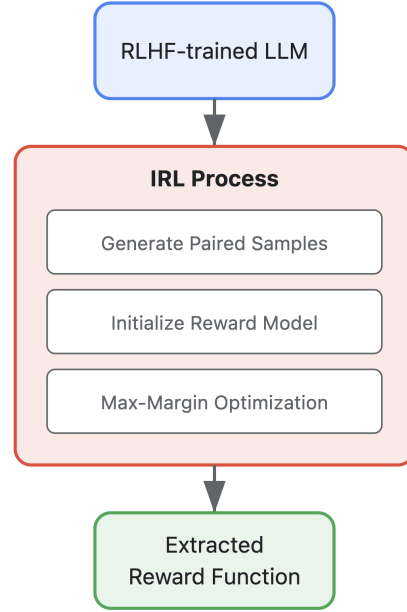 RLHF-trained LLM
IRL Process
Generate Paired Samples
Initialize Reward Model
Max-Margin Optimization
Extracted
Reward Function